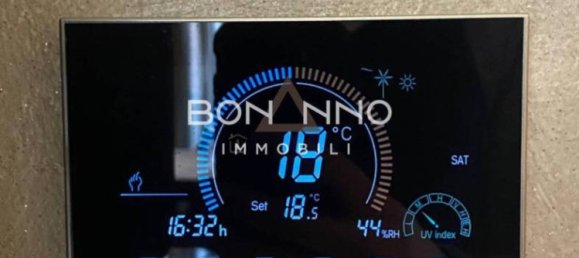 BONANNO
IMMOBILI
18 °C
SAT
Set 18.5 °C
16:32 h
44 %RH
UV index